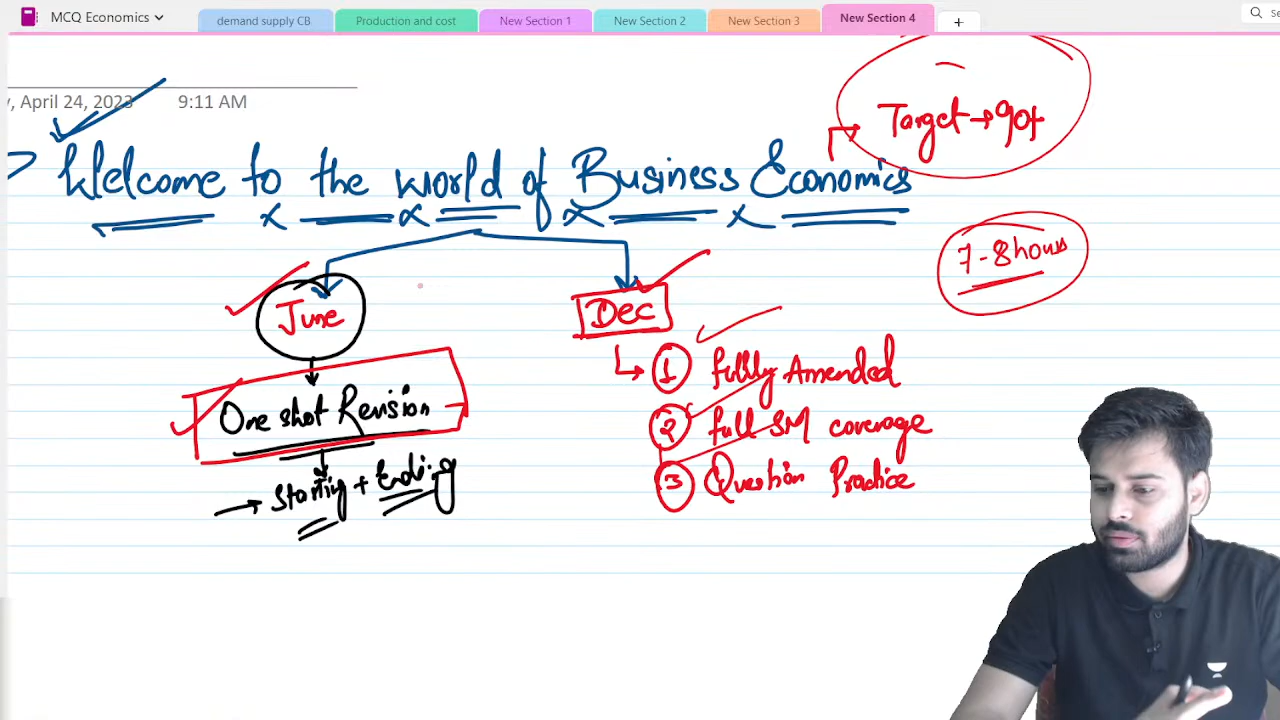 MCQ Economics
demand supply CB
Production and cost
New Section 1
New Section 2
New Section 3
New Section 4
+
Se
y, April 24, 2023 9:11 AM
Target → 90+
Welcome to the world of Business Economics
7-8 hours
June
Dec
① fully Amended
One shot Revision
② full SM coverage
→ Starting + Ending
③ Question Practice